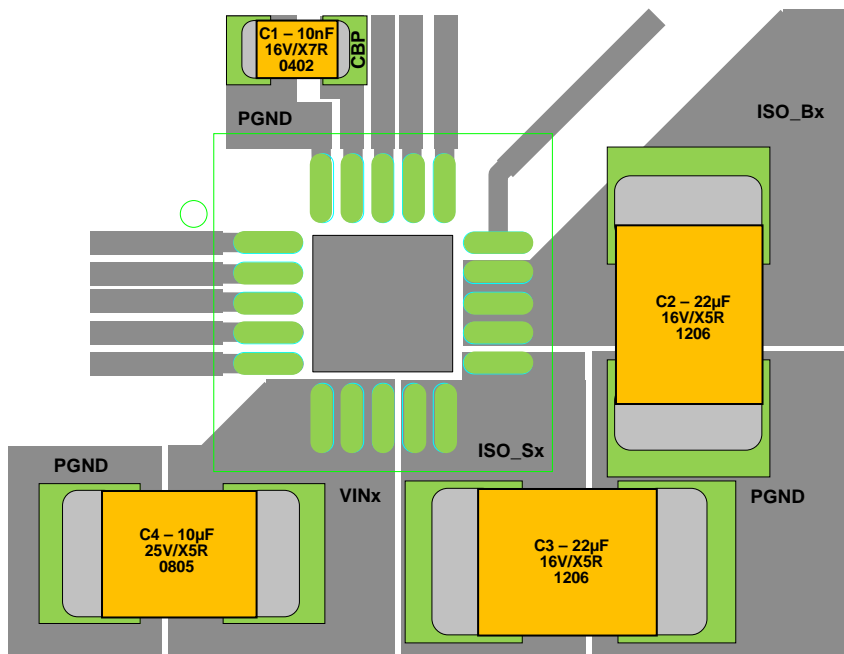 C1 – 10nF
16V/X7R
0402
CBP
PGND
ISO_Bx
C2 – 22µF
16V/X5R
1206
ISO_Sx
PGND
VINx
PGND
C4 – 10µF
25V/X5R
0805
C3 – 22µF
16V/X5R
1206